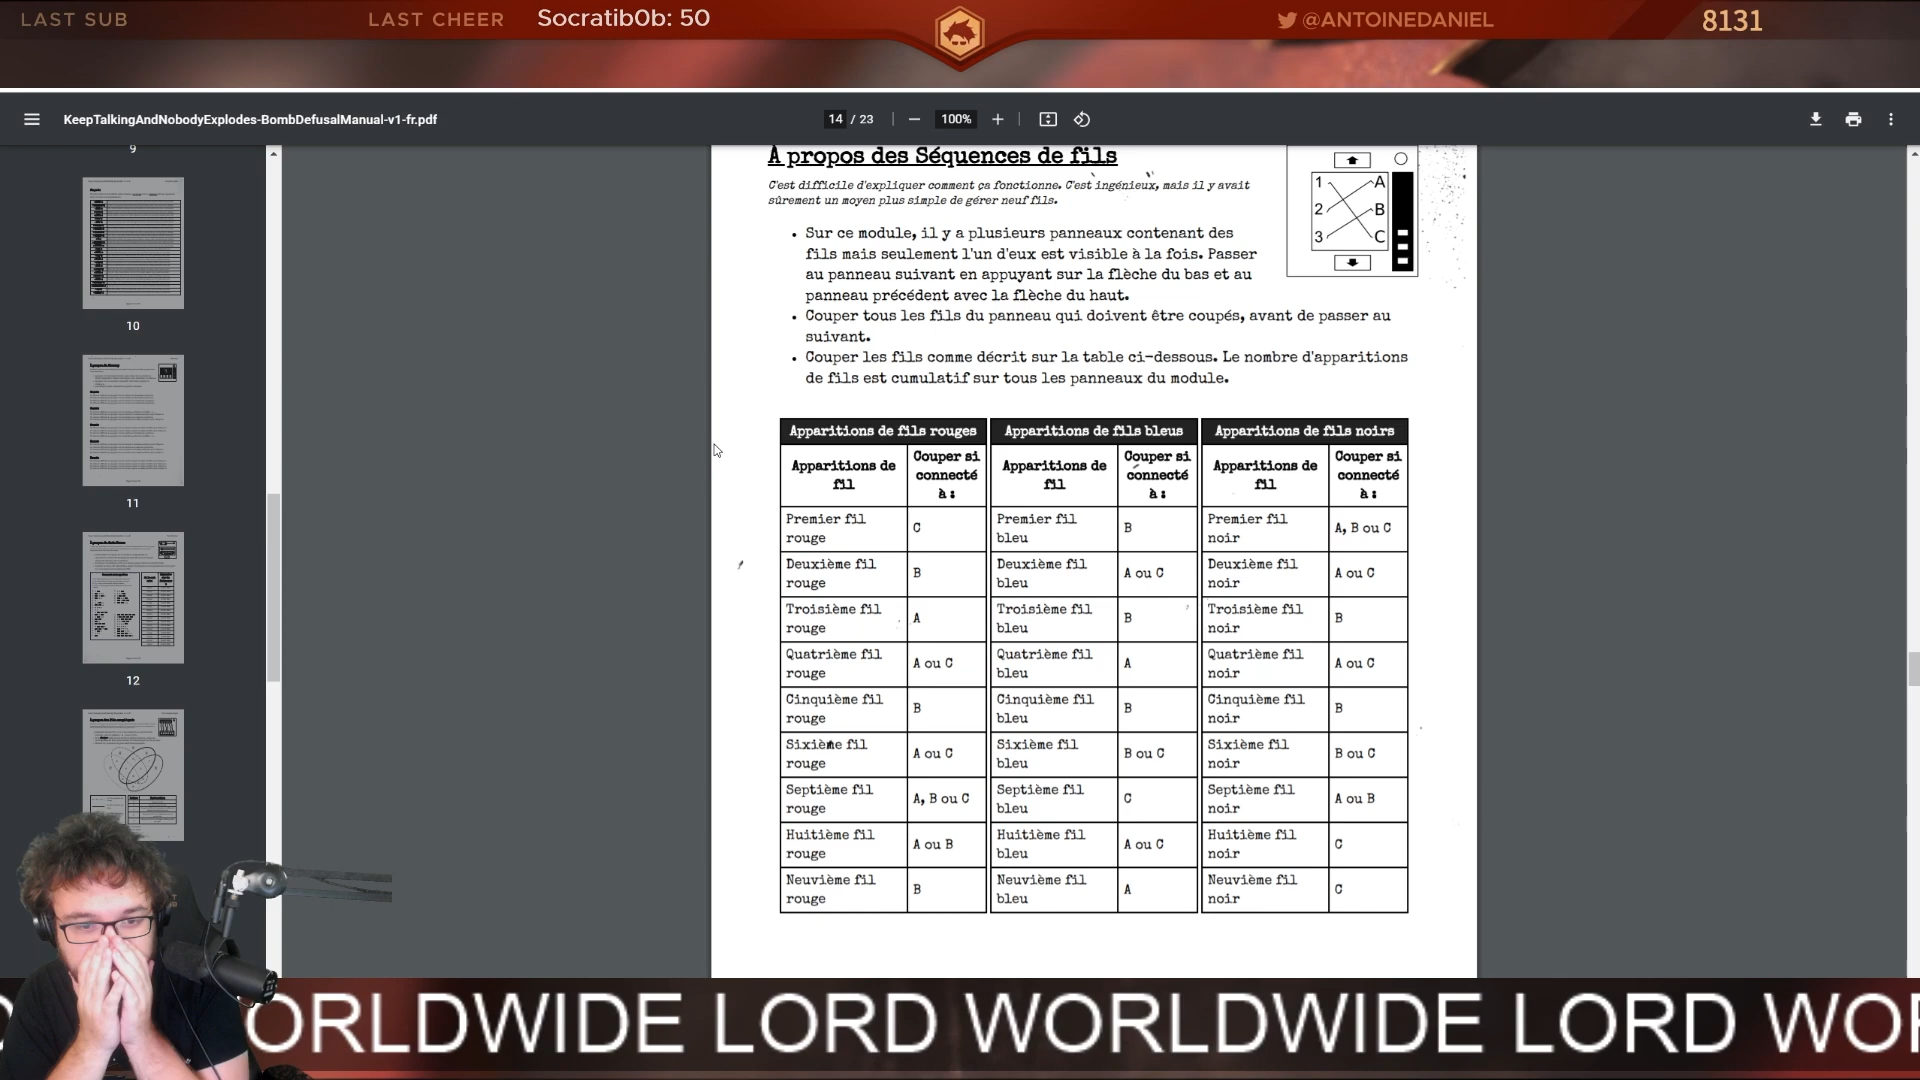 LAST SUB
LAST CHEER
Socratib0b: 50
@ANTOINEDANIEL
8131
KeepTalkingAndNobodyExplodes-BombDefusalManual-v1-fr.pdf
14 / 23
100%
9
10
11
12
À propos des Séquences de fils
C'est difficile d'expliquer comment ça fonctionne. C'est ingénieux, mais il y avait
sûrement un moyen plus simple de gérer neuf fils.
1 A
2 B
3 C
• Sur ce module, il y a plusieurs panneaux contenant des
fils mais seulement l'un d'eux est visible à la fois. Passer
au panneau suivant en appuyant sur la flèche du bas et au
panneau précédent avec la flèche du haut.
• Couper tous les fils du panneau qui doivent être coupés, avant de passer au
suivant.
• Couper les fils comme décrit sur la table ci-dessous. Le nombre d'apparitions
de fils est cumulatif sur tous les panneaux du module.
Apparitions de fils rouges
Apparitions de fil
Couper si connecté à :
Premier fil rouge C
Deuxième fil rouge B
Troisième fil rouge A
Quatrième fil rouge A ou C
Cinquième fil rouge B
Sixième fil rouge A ou C
Septième fil rouge A, B ou C
Huitième fil rouge A ou B
Neuvième fil rouge B
Apparitions de fils bleus
Apparitions de fil
Couper si connecté à :
Premier fil bleu B
Deuxième fil bleu A ou C
Troisième fil bleu B
Quatrième fil bleu A
Cinquième fil bleu B
Sixième fil bleu B ou C
Septième fil bleu C
Huitième fil bleu A ou C
Neuvième fil bleu A
Apparitions de fils noirs
Apparitions de fil
Couper si connecté à :
Premier fil noir A, B ou C
Deuxième fil noir A ou C
Troisième fil noir B
Quatrième fil noir A ou C
Cinquième fil noir B
Sixième fil noir B ou C
Septième fil noir A ou B
Huitième fil noir C
Neuvième fil noir C
ORLDWIDE LORD WORLDWIDE LORD WOR